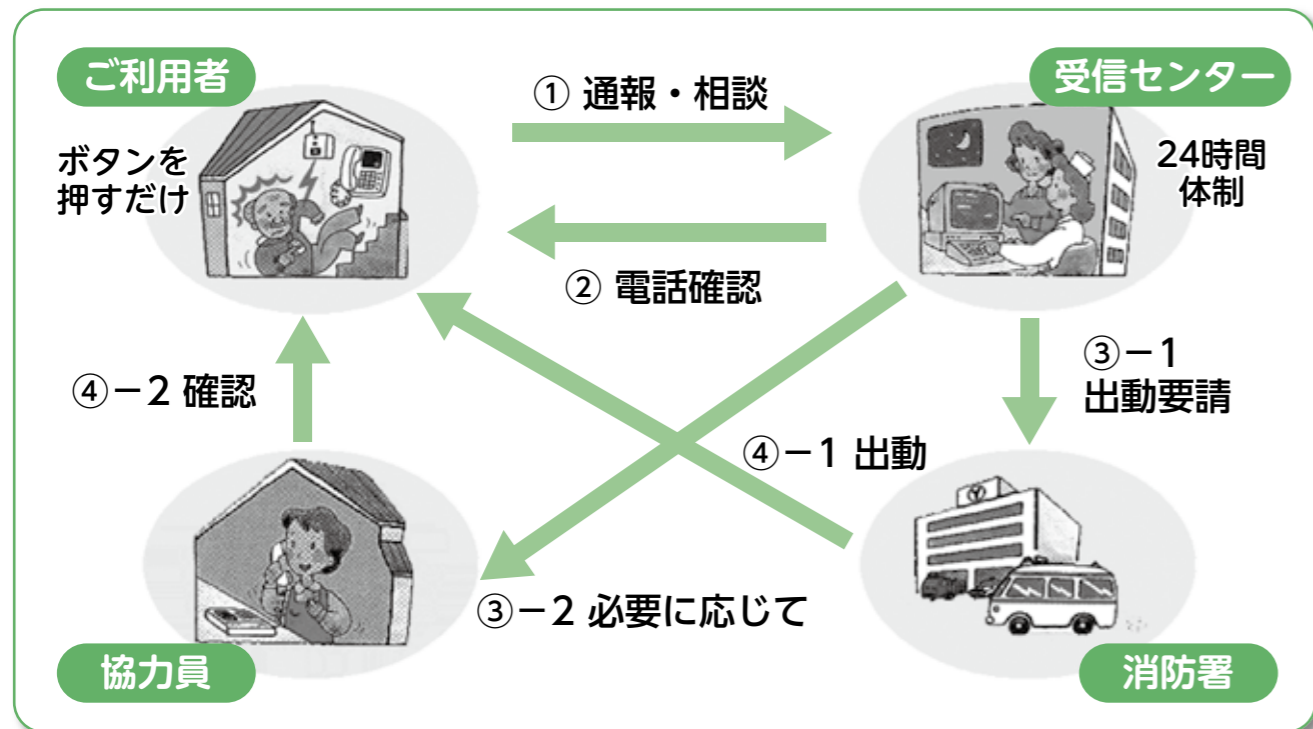 ご利用者
受信センター
① 通報・相談
ボタンを
押すだけ
24時間
体制
② 電話確認
③－1
出動要請
④－2 確認
④－1 出動
③－2 必要に応じて
協力員
消防署